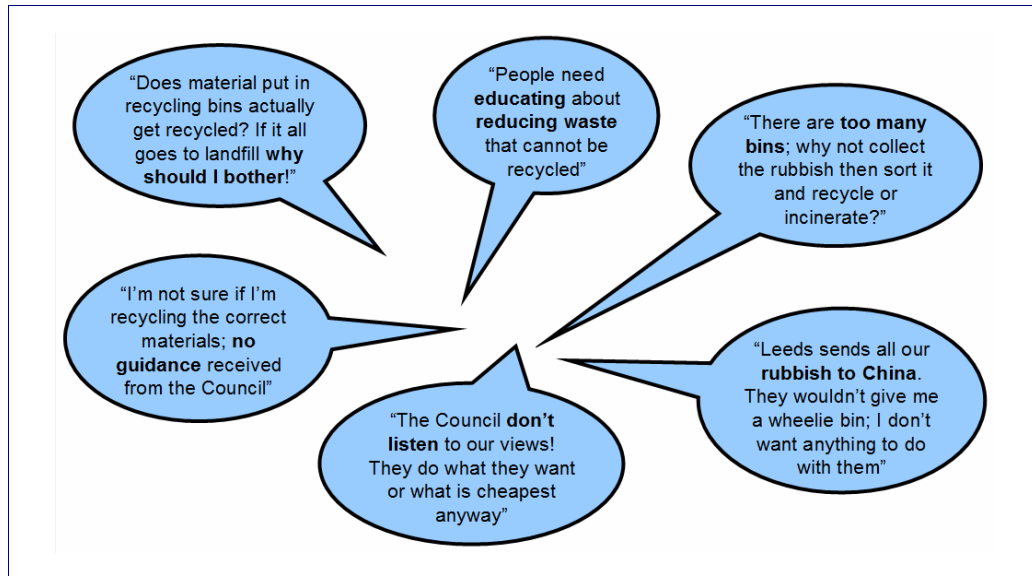 “Does material put in
recycling bins actually
get recycled? If it all
goes to landfill why
should I bother!”
“People need
educating about
reducing waste
that cannot be
recycled”
“There are too many
bins; why not collect
the rubbish then sort it
and recycle or
incinerate?”
“I’m not sure if I’m
recycling the correct
materials; no
guidance received
from the Council”
“The Council don’t
listen to our views!
They do what they want
or what is cheapest
anyway”
“Leeds sends all our
rubbish to China.
They wouldn’t give me
a wheelie bin; I don’t
want anything to do
with them”